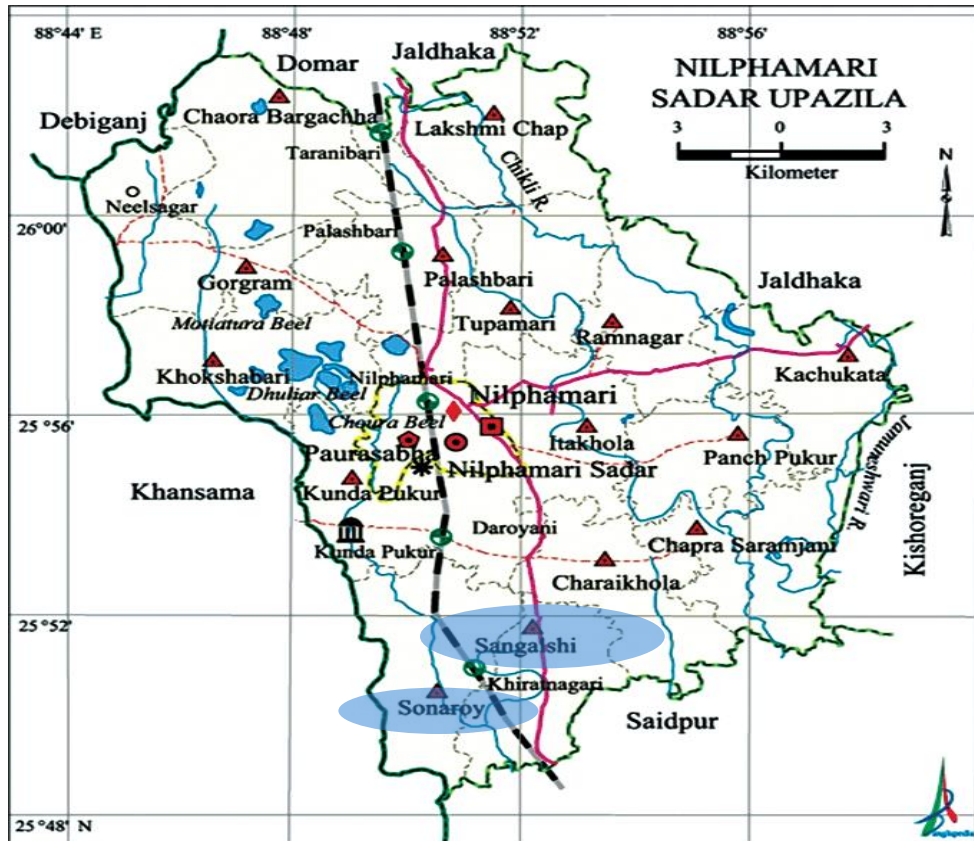 88°44' E
88°48'
88°52'
88°56'
Domar
Jaldhaka
NILPHAMARI
SADAR UPAZILA
3 0 3
Kilometer
N
Debiganj
Chaora Bargachha
Lakshmi Chap
Taranibari
Chikli R.
Neelsagar
26°00'
Palashbari
Gorgram
Palashbari
Jaldhaka
Motiatura Beel
Tupamari
Ramnagar
Khokshabari
Dhuliar Beel
Nilphamari
Nilphamari
Kachukata
25°56'
Choura Beel
Paurasabha
Itakhola
Panch Pukur
Jamuneshwari R.
Khansama
Kunda Pukur
Nilphamari Sadar
Kishoreganj
Kunda Pukur
Daroyani
Chapra Saramjani
Charaikhola
25°52'
Sangalshi
Khiratnagari
Sonaroy
Saidpur
25°48' N